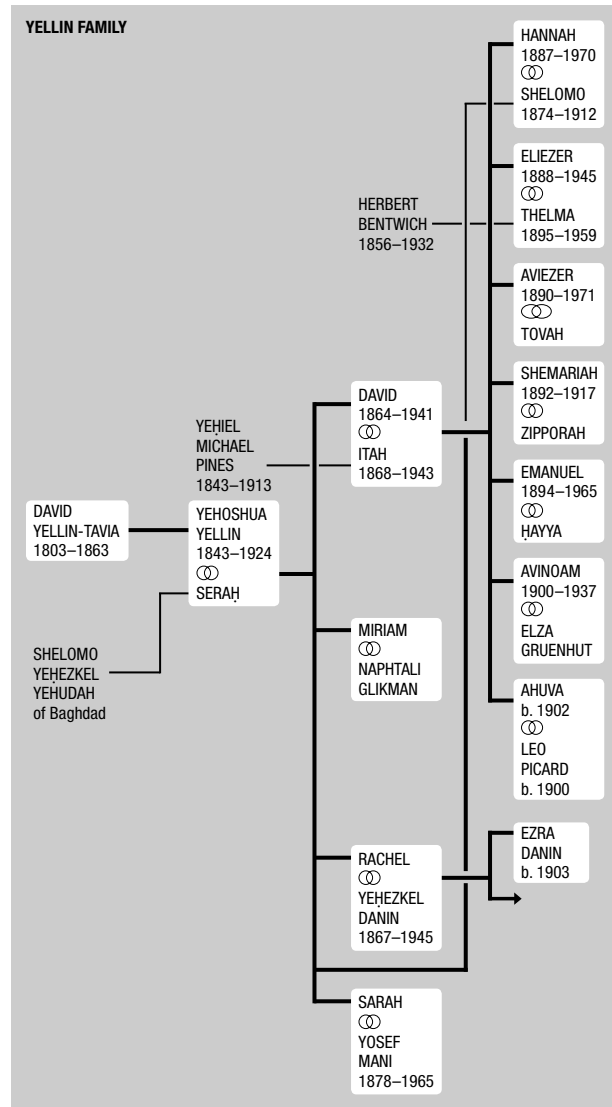 YELLIN FAMILY
DAVID
YELLIN-TAVIA
1803–1863
SHELOMO
YEḤEZKEL
YEHUDAH
of Baghdad
YEHOSHUA
YELLIN
1843–1924
SERAḤ
YEḤIEL
MICHAEL
PINES
1843–1913
DAVID
1864–1941
ITAH
1868–1943
MIRIAM
NAPHTALI
GLIKMAN
RACHEL
YEḤEZKEL
DANIN
1867–1945
SARAH
YOSEF
MANI
1878–1965
HERBERT
BENTWICH
1856–1932
HANNAH
1887–1970
SHELOMO
1874–1912
ELIEZER
1888–1945
THELMA
1895–1959
AVIEZER
1890–1971
TOVAH
SHEMARIAH
1892–1917
ZIPPORAH
EMANUEL
1894–1965
ḤAYYA
AVINOAM
1900–1937
ELZA
GRUENHUT
AHUVA
b. 1902
LEO
PICARD
b. 1900
EZRA
DANIN
b. 1903